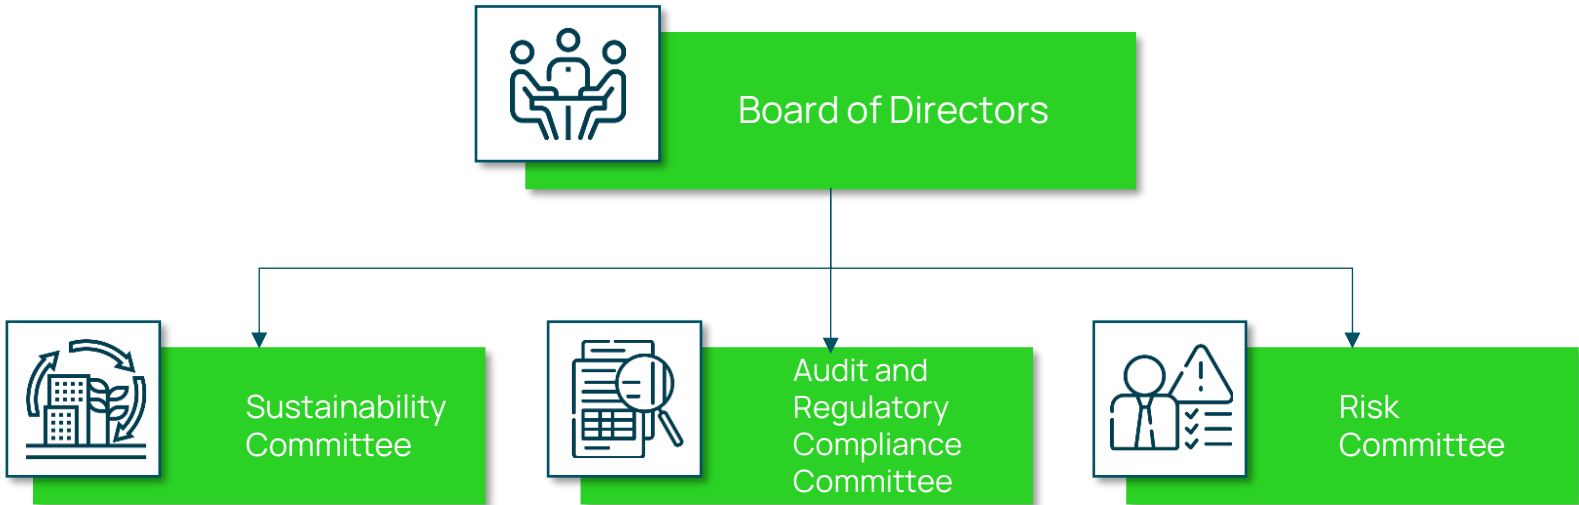 Board of Directors
Sustainability
Committee
Audit and
Regulatory
Compliance
Committee
Risk
Committee